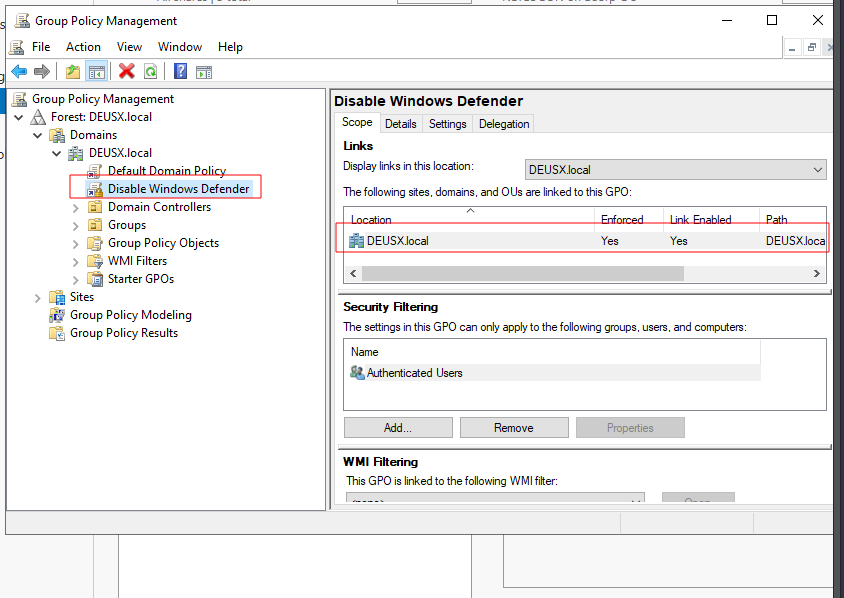 Group Policy Management
File Action View Window Help
Group Policy Management
Forest: DEUSX.local
Domains
DEUSX.local
Default Domain Policy
Disable Windows Defender
Domain Controllers
Groups
Group Policy Objects
WMI Filters
Starter GPOs
Sites
Group Policy Modeling
Group Policy Results
Disable Windows Defender
Scope Details Settings Delegation
Links
Display links in this location: DEUSX.local
The following sites, domains, and OUs are linked to this GPO:
Location Enforced Link Enabled Path
DEUSX.local Yes Yes DEUSX.loca
Security Filtering
The settings in this GPO can only apply to the following groups, users, and computers:
Name
Authenticated Users
Add... Remove Properties
WMI Filtering
This GPO is linked to the following WMI filter:
<none>